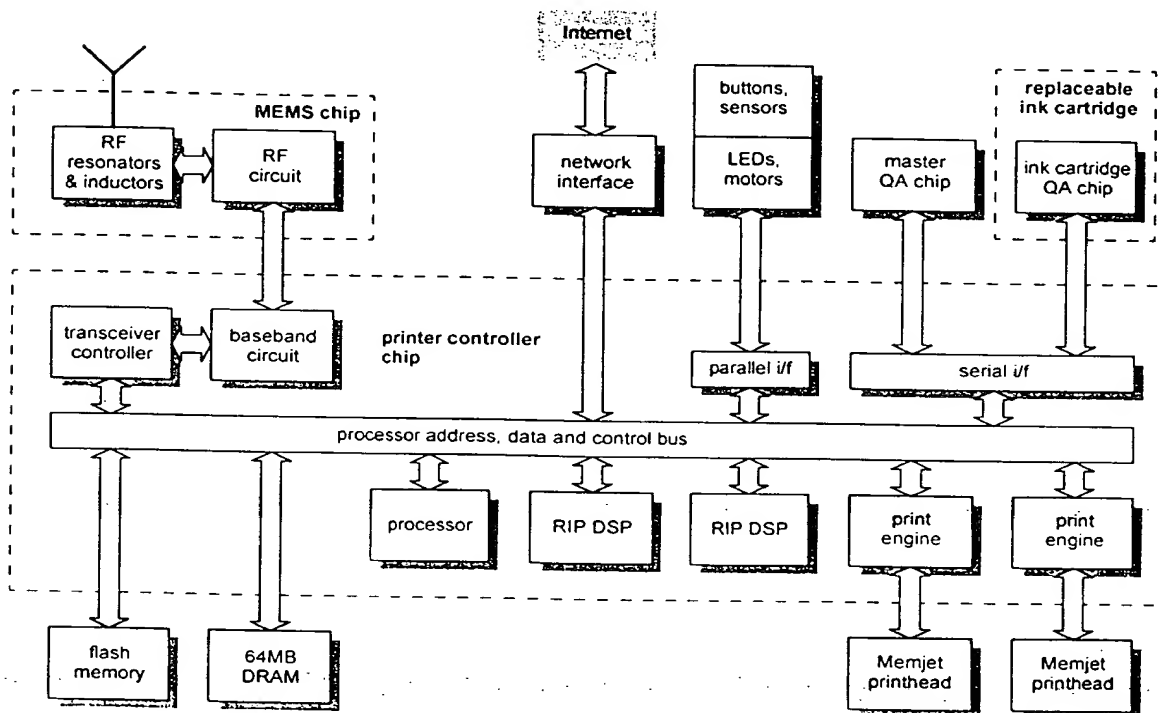 Internet
MEMS chip
RF
resonators
& inductors
RF
circuit
network
interface
buttons,
sensors
LEDs,
motors
master
QA chip
replaceable
ink cartridge
ink cartridge
QA chip
transceiver
controller
baseband
circuit
printer controller
chip
parallel i/f
serial i/f
processor address, data and control bus
processor
RIP DSP
RIP DSP
print
engine
print
engine
flash
memory
64MB
DRAM
Memjet
printhead
Memjet
printhead